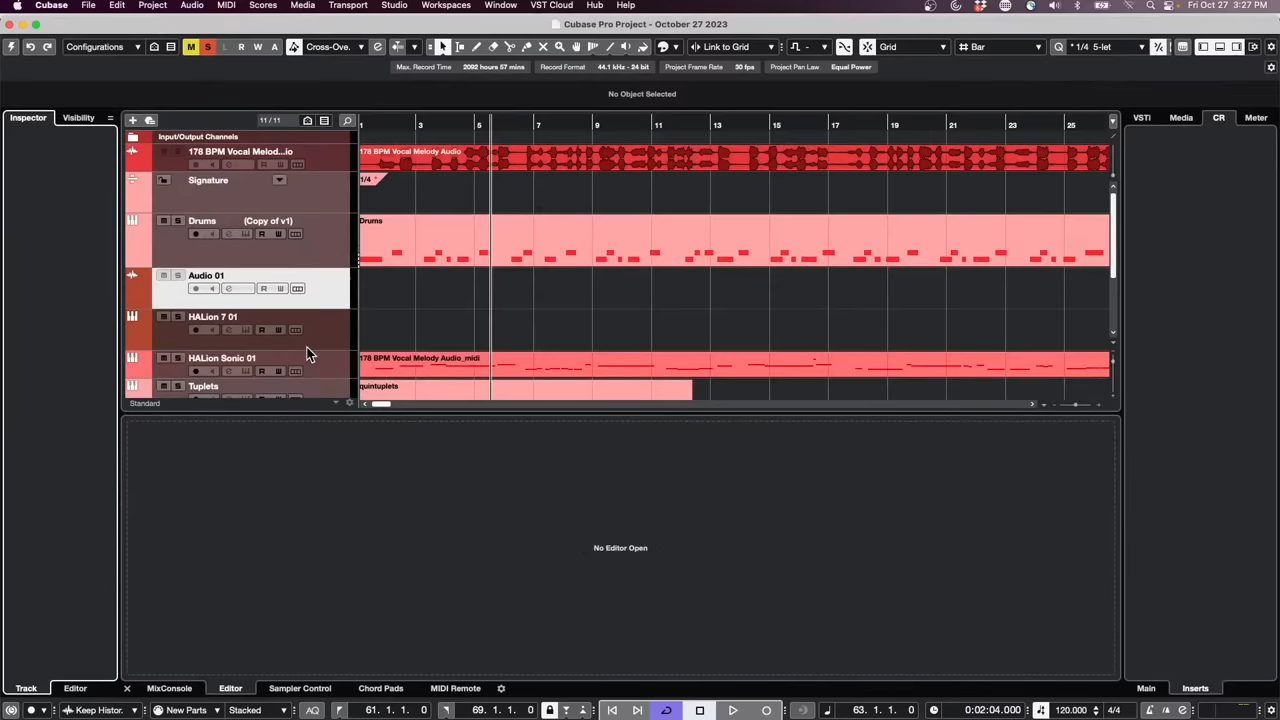 Cubase File Edit Project Audio MIDI Scores Media Transport Studio Workspaces Window VST Cloud Hub Help Fri Oct 27 3:27 PM
Cubase Pro Project - October 27 2023
Configurations M S L R W A Cross-Ove. Link to Grid Grid Bar Q * 1/4 5-let
Max. Record Time 2092 hours 57 mins Record Format 44.1 kHz - 24 bit Project Frame Rate 30 fps Project Pan Law Equal Power
No Object Selected
Inspector Visibility 11 / 11 1 3 5 7 9 11 13 15 17 19 21 23 25 VSTi Media CR Meter
Input/Output Channels
178 BPM Vocal Melod...io 178 BPM Vocal Melody Audio
R W
Signature 1/4
M S Drums (Copy of v1) Drums
R W
M S Audio 01
R W
M S HALion 7 01
R W
M S HALion Sonic 01 178 BPM Vocal Melody Audio_midi
R W
M S Tuplets quintuplets
Standard
No Editor Open
Track Editor MixConsole Editor Sampler Control Chord Pads MIDI Remote Main Inserts
Keep Histor. New Parts Stacked AQ 61. 1. 1. 0 69. 1. 1. 0 63. 1. 1. 0 0:02:04.000 120.000 4/4